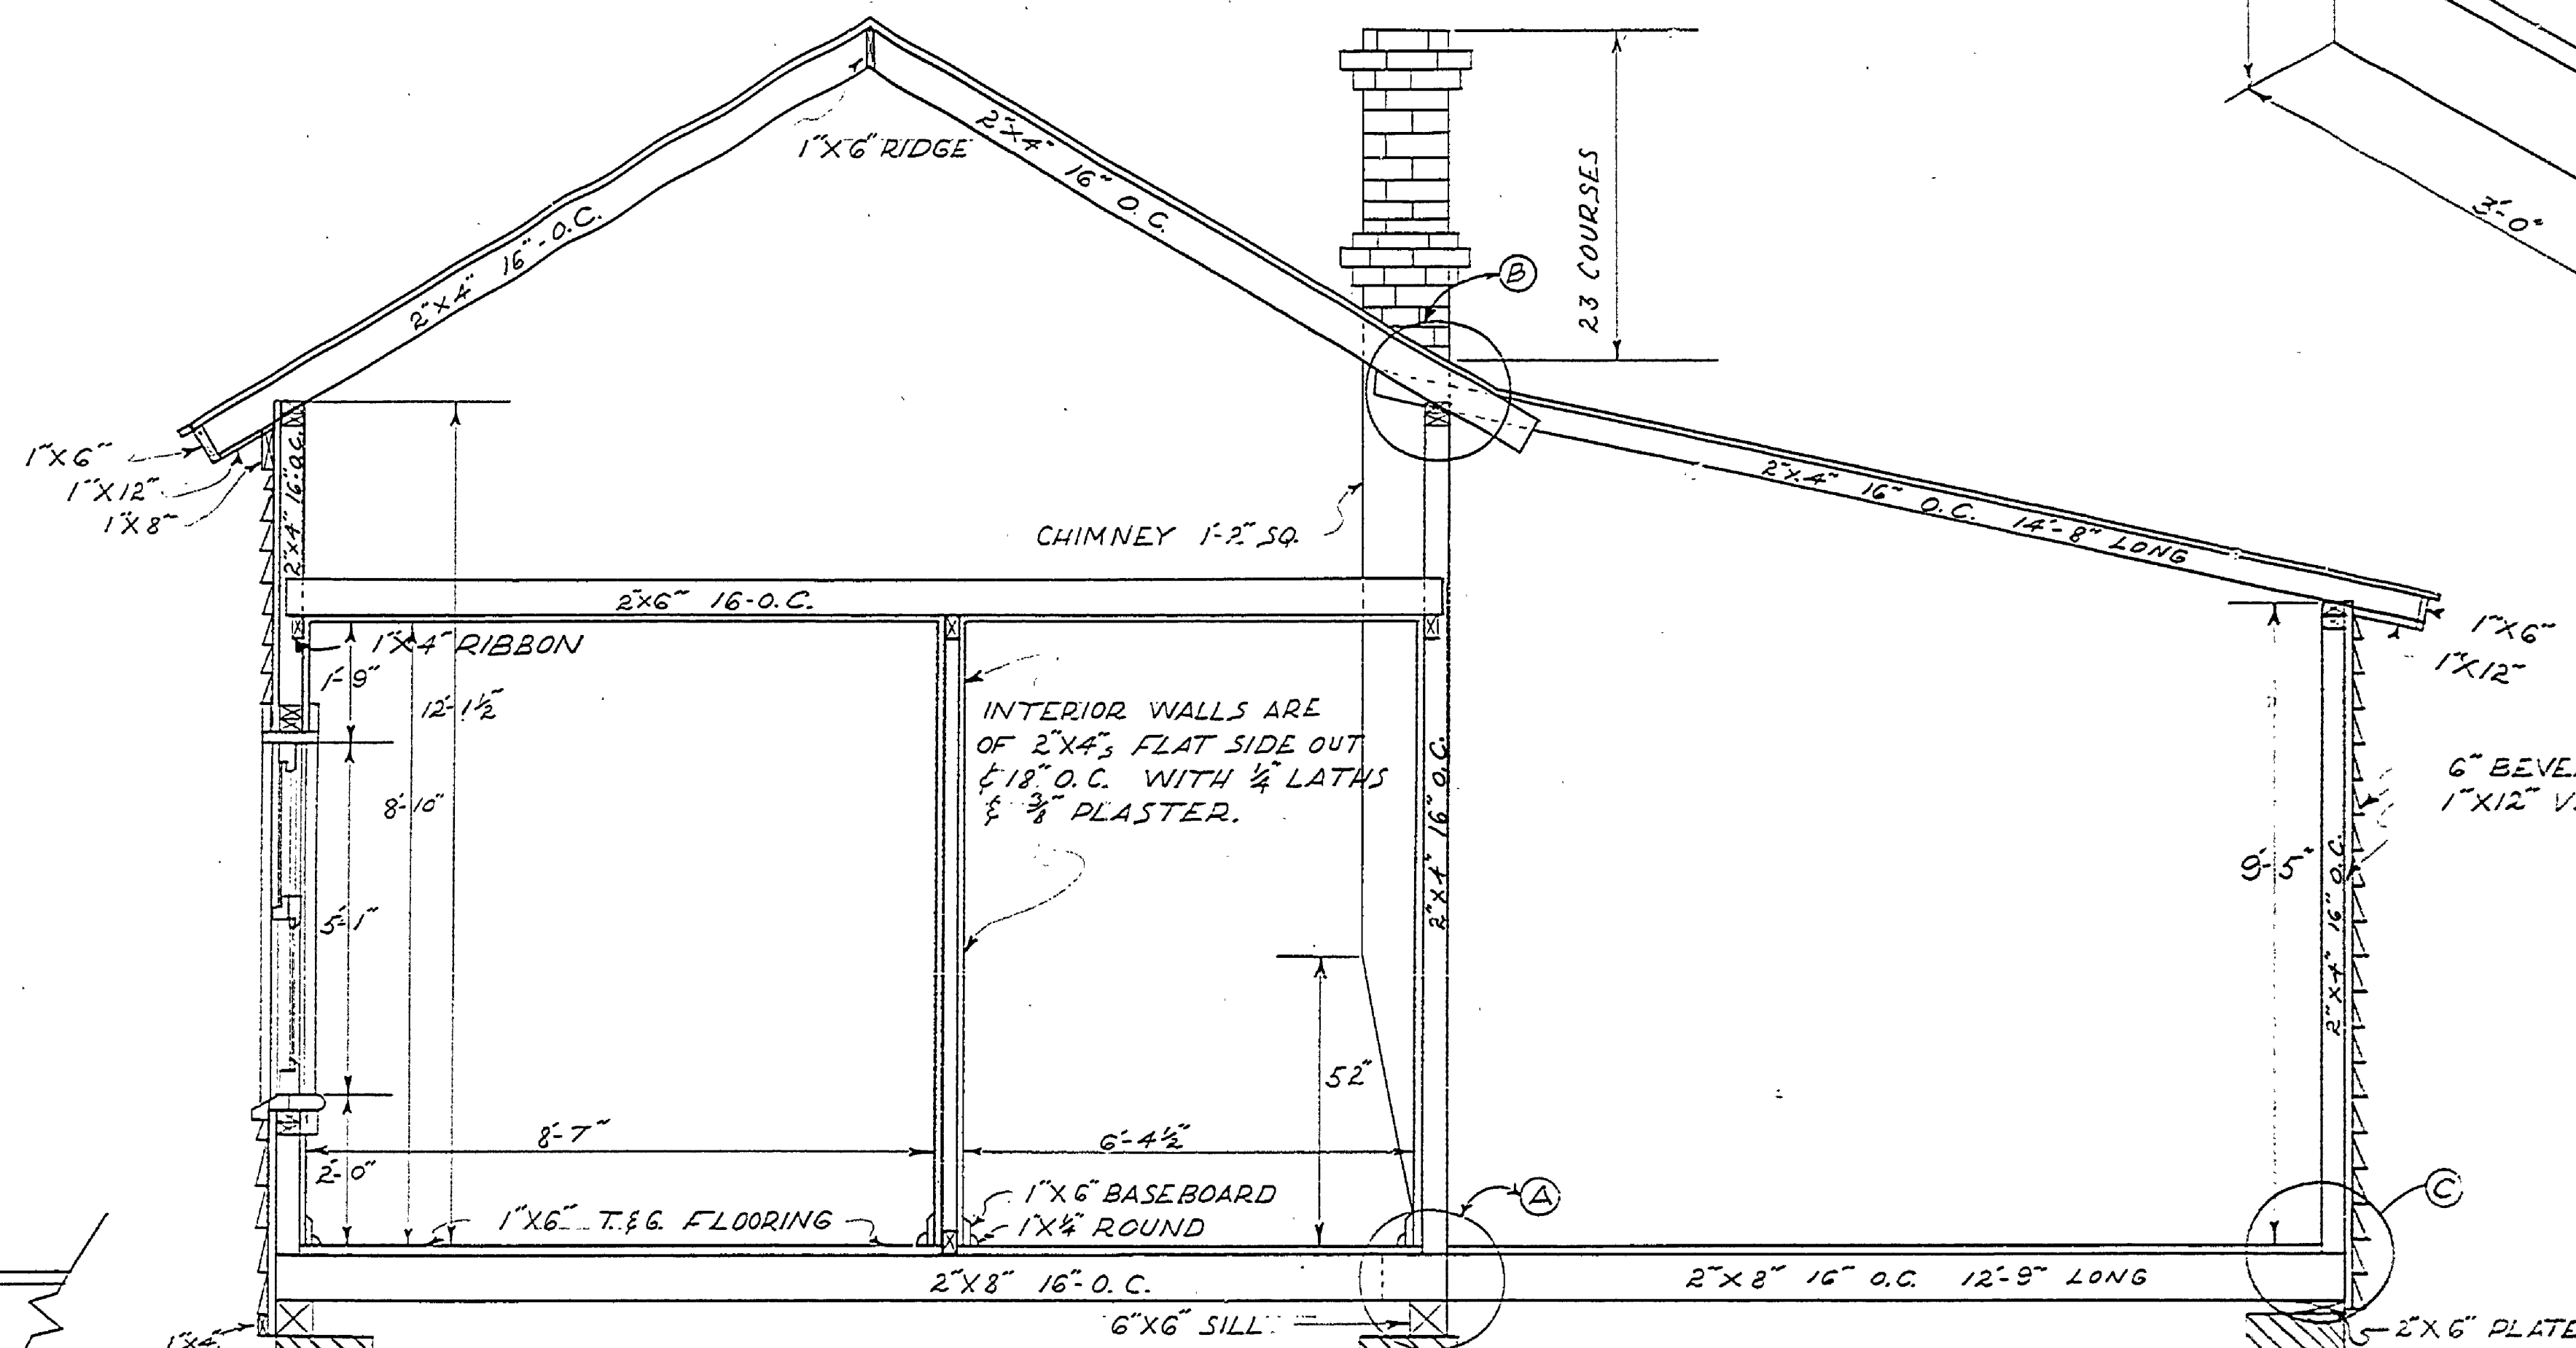 1"X6" RIDGE
2"X4" 16" O.C.
2"X4" 16"-O.C.
23 COURSES
3'-0"
B
1"X6"
1"X12"
1"X8"
2"X4" 16"O.C.
CHIMNEY 1'-2" SQ.
2"X4" 16" O.C. 14'-8" LONG
2"X6" 16-O.C.
1"X4" RIBBON
1'-9"
12'-1½"
8'-10"
5'-1"
2'-0"
INTERIOR WALLS ARE
OF 2"X4"s FLAT SIDE OUT
& 18" O.C. WITH ¼" LATHS
& ⅜" PLASTER.
2"X4" 16" O.C.
1"X6"
1"X12"
6" BEVE
1"X12" V
9'-5"
2"X4" 16" O.C.
52"
8'-7"
6'-4½"
1"X6" BASEBOARD
1"X¼" ROUND
1"X6" T.&G. FLOORING
A
C
2"X8" 16"-O.C.
2"X8" 16" O.C. 12'-9" LONG
6"X6" SILL
1"X4"
2"X6" PLATE